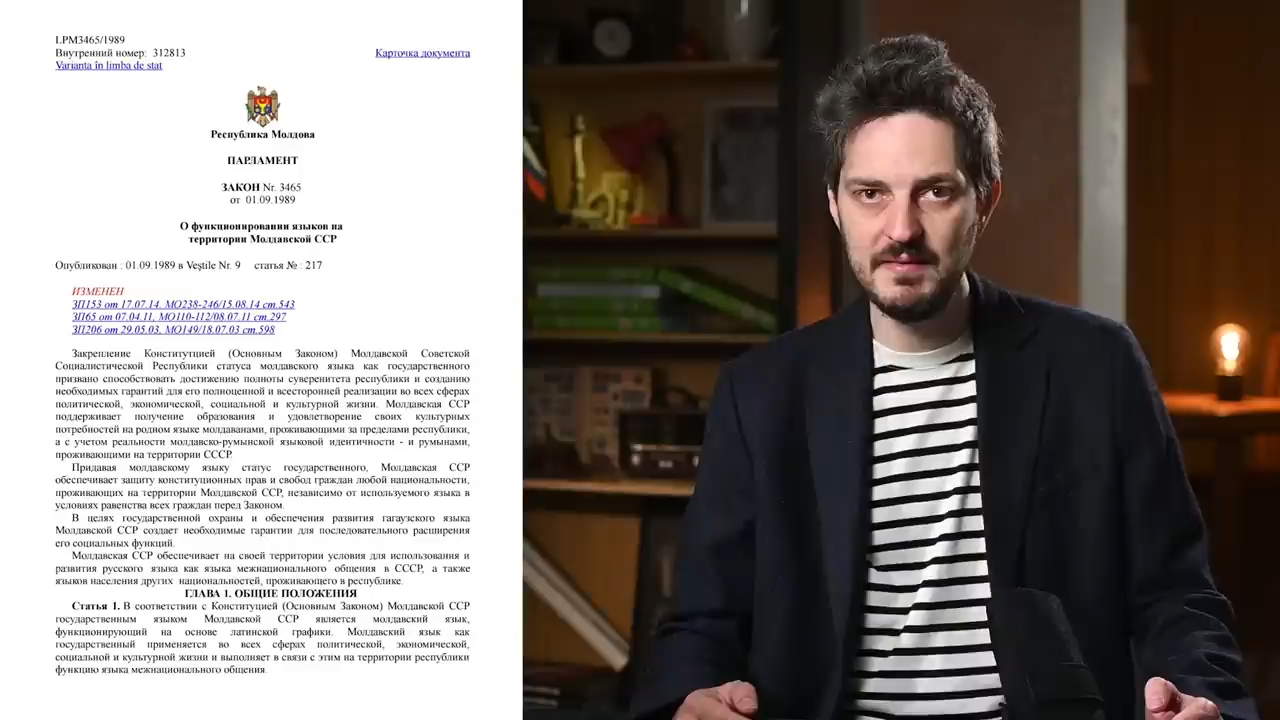 LPM3465/1989
Внутренний номер: 312813
Карточка документа
Varianta în limba de stat
Республика Молдова
ПАРЛАМЕНТ
ЗАКОН Nr. 3465
от 01.09.1989
О функционировании языков на
территории Молдавской ССР
Опубликован : 01.09.1989 в Veştile Nr. 9 статья № : 217
ИЗМЕНЕН
ЗП153 от 17.07.14, МО238-246/15.08.14 ст.543
ЗП65 от 07.04.11, МО110-112/08.07.11 ст.297
ЗП206 от 29.05.03, МО149/18.07.03 ст.598
Закрепление Конститутцией (Основным Законом) Молдавской Советской
Социалистической Республики статуса молдавского языка как государственного
призвано способствовать достижению полноты суверенитета республики и созданию
необходимых гарантий для его полноценной и всесторонней реализации во всех сферах
политической, экономической, социальной и культурной жизни. Молдавская ССР
поддерживает получение образования и удовлетворение своих культурных
потребностей на родном языке молдаванами, проживающими за пределами республики,
а с учетом реальности молдавско-румынской языковой идентичности - и румынами,
проживающими на территории СССР.
Придавая молдавскому языку статус государственного, Молдавская ССР
обеспечивает защиту конституционных прав и свобод граждан любой национальности,
проживающих на территории Молдавской ССР, независимо от используемого языка в
условиях равенства всех граждан перед Законом.
В целях государственной охраны и обеспечения развития гагаузского языка
Молдавской ССР создает необходимые гарантии для последовательного расширения
его социальных функций.
Молдавская ССР обеспечивает на своей территории условия для использования и
развития русского языка как языка межнационального общения в СССР, а также
языков населения других национальностей, проживающего в республике.
ГЛАВА 1. ОБЩИЕ ПОЛОЖЕНИЯ
Статья 1. В соответствии с Конституцией (Основным Законом) Молдавской ССР
государственным языком Молдавской ССР является молдавский язык,
функционирующий на основе латинской графики. Молдавский язык как
государственный применяется во всех сферах политической, экономической,
социальной и культурной жизни и выполняет в связи с этим на территории республики
функцию языка межнационального общения.